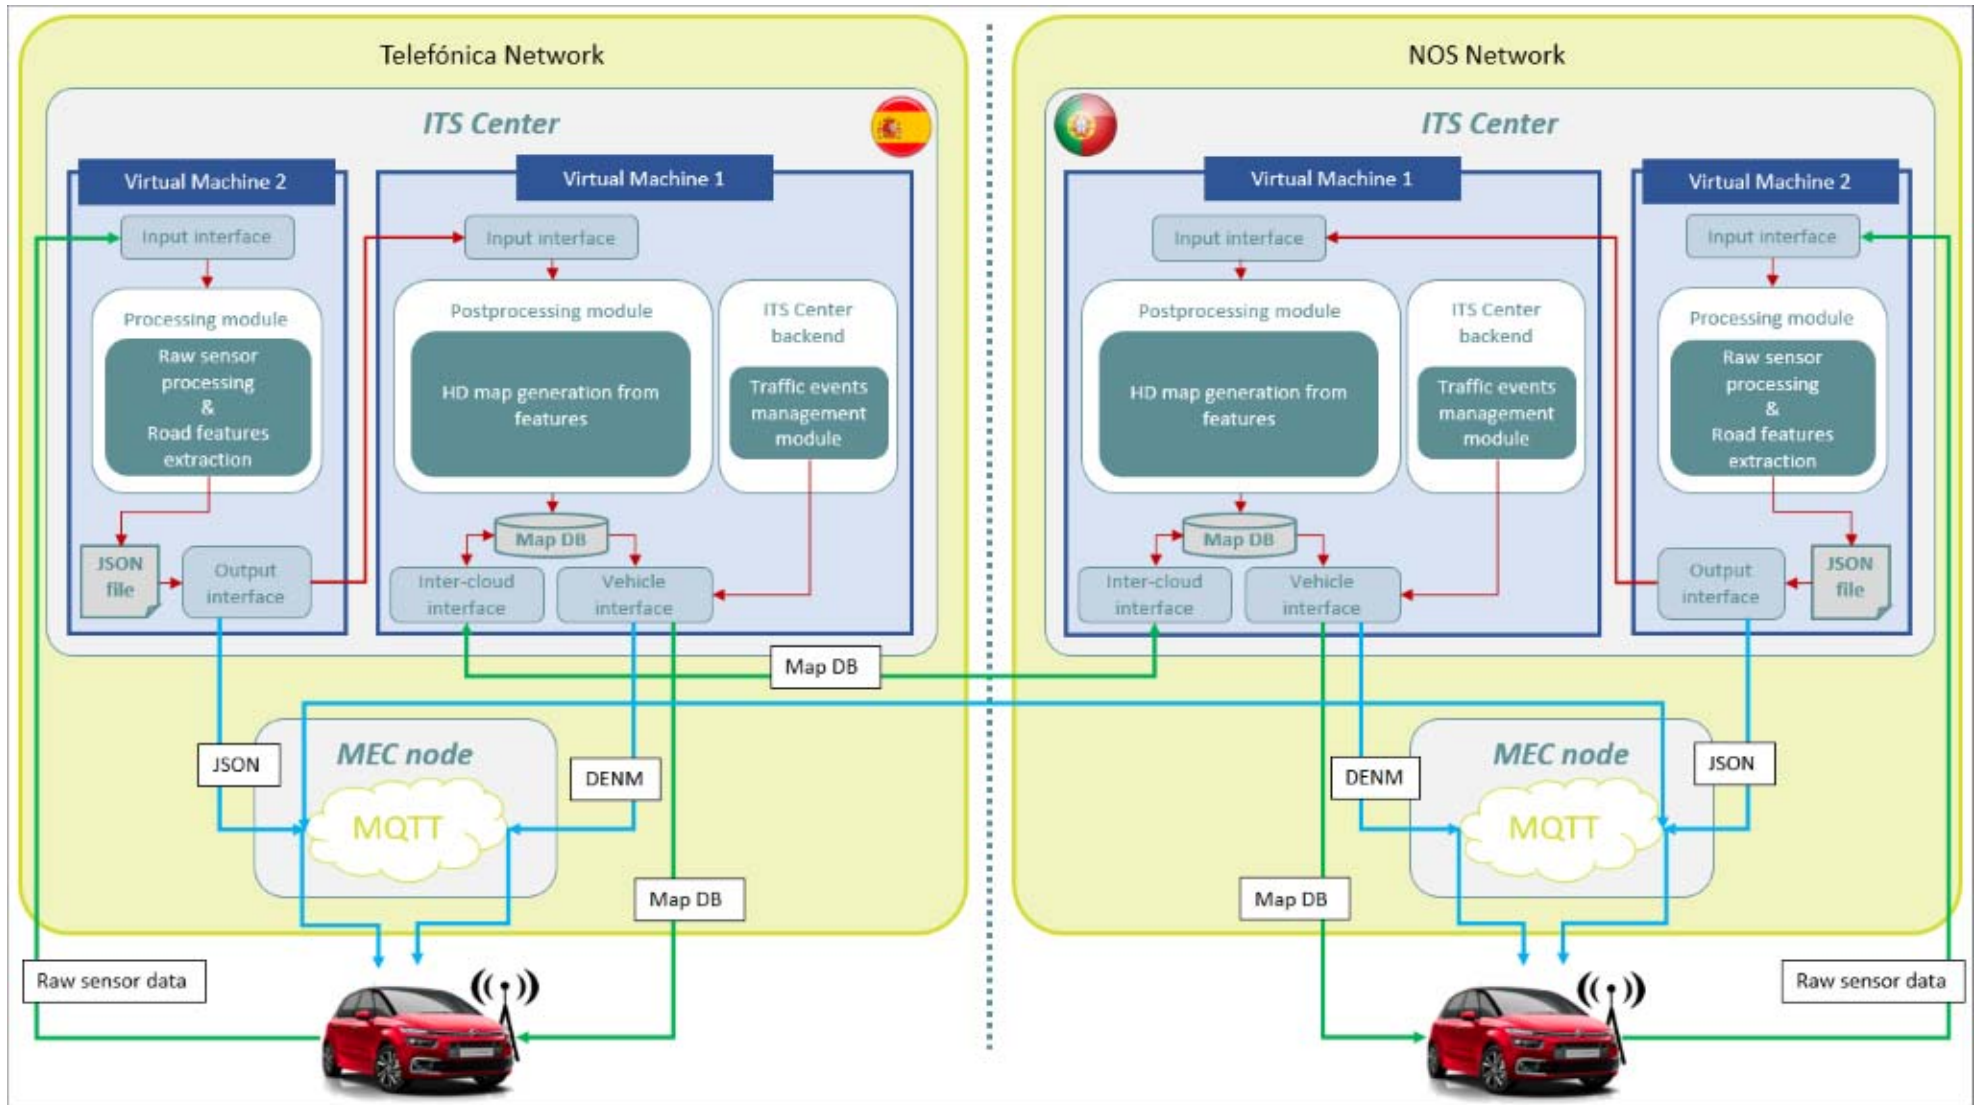 Telefónica Network
ITS Center
Virtual Machine 2
Input interface
Processing module
Raw sensor
processing
&
Road features
extraction
JSON
file
Output
interface
Virtual Machine 1
Input interface
Postprocessing module
HD map generation from
features
ITS Center
backend
Traffic events
management
module
Map DB
Inter-cloud
interface
Vehicle
interface
Map DB
JSON
MEC node
MQTT
DENM
Map DB
Raw sensor data
NOS Network
ITS Center
Virtual Machine 1
Input interface
Postprocessing module
HD map generation from
features
ITS Center
backend
Traffic events
management
module
Map DB
Inter-cloud
interface
Vehicle
interface
Virtual Machine 2
Input interface
Processing module
Raw sensor
processing
&
Road features
extraction
Output
interface
JSON
file
DENM
MEC node
MQTT
JSON
Map DB
Raw sensor data